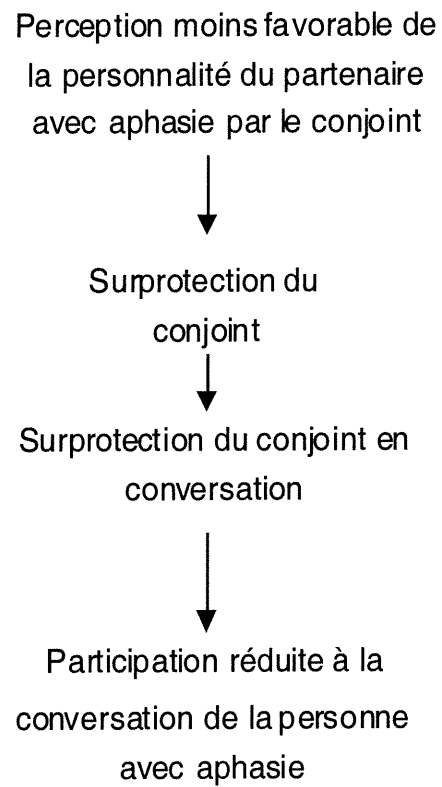 Perception moins favorable de
la personnalité du partenaire
avec aphasie par le conjoint
Surprotection du
conjoint
Surprotection du conjoint en
conversation
Participation réduite à la
conversation de la personne
avec aphasie